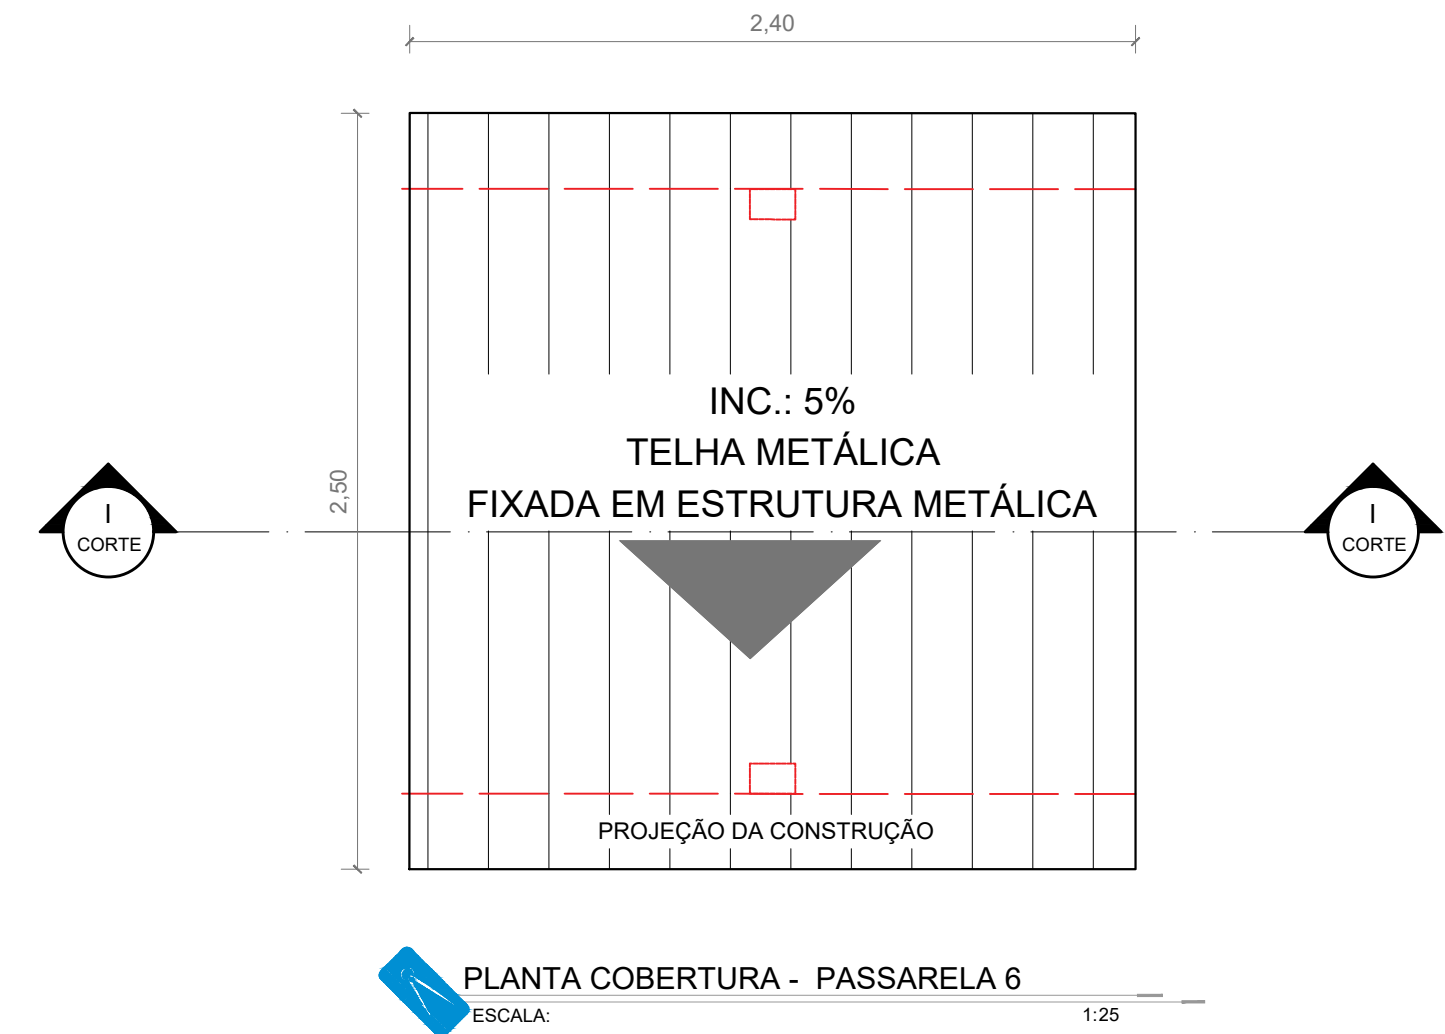 2,40
INC.: 5%
TELHA METÁLICA
FIXADA EM ESTRUTURA METÁLICA
2,50
I
CORTE
I
CORTE
PROJEÇÃO DA CONSTRUÇÃO
PLANTA COBERTURA - PASSARELA 6
ESCALA: 1:25